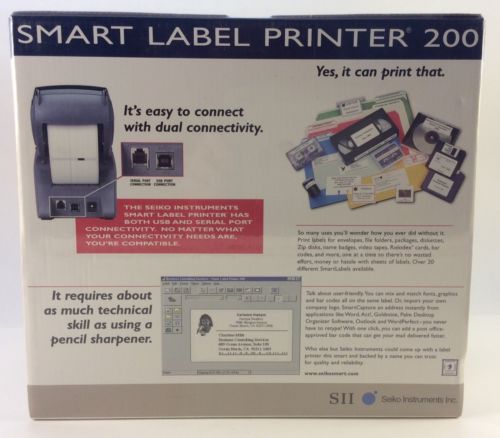 SMART LABEL PRINTER® 200
Yes, it can print that.
It's easy to connect
with dual connectivity.
SERIAL PORT
CONNECTION
USB PORT
CONNECTION
THE SEIKO INSTRUMENTS
SMART LABEL PRINTER HAS
BOTH USB AND SERIAL PORT
CONNECTIVITY. NO MATTER WHAT
YOUR CONNECTIVITY NEEDS ARE,
YOU'RE COMPATIBLE.
So many uses you'll wonder how you ever did without it.
Print labels for envelopes, file folders, packages, diskettes,
Zip disks, name badges, video tapes, Rolodex® cards, bar
codes, and more, one at a time so there's no wasted
effort, money or hassle with sheets of labels. Over 20
different SmartLabels available.
It requires about
as much technical
skill as using a
pencil sharpener.
Talk about user-friendly. You can mix and match fonts, graphics
and bar codes all on the same label. Or, import your own
company logo. SmartCapture an address instantly from
applications like Word, Act!, Goldmine, Palm Desktop
Organizer Software, Outlook and WordPerfect - you never
have to retype! With one click, you can add a post office-
approved bar code that can get your mail delivered faster.
Who else but Seiko Instruments could come up with a label
printer this smart and backed by a name you can trust
for quality and reliability.
www.seikosmart.com
SII Seiko Instruments Inc.